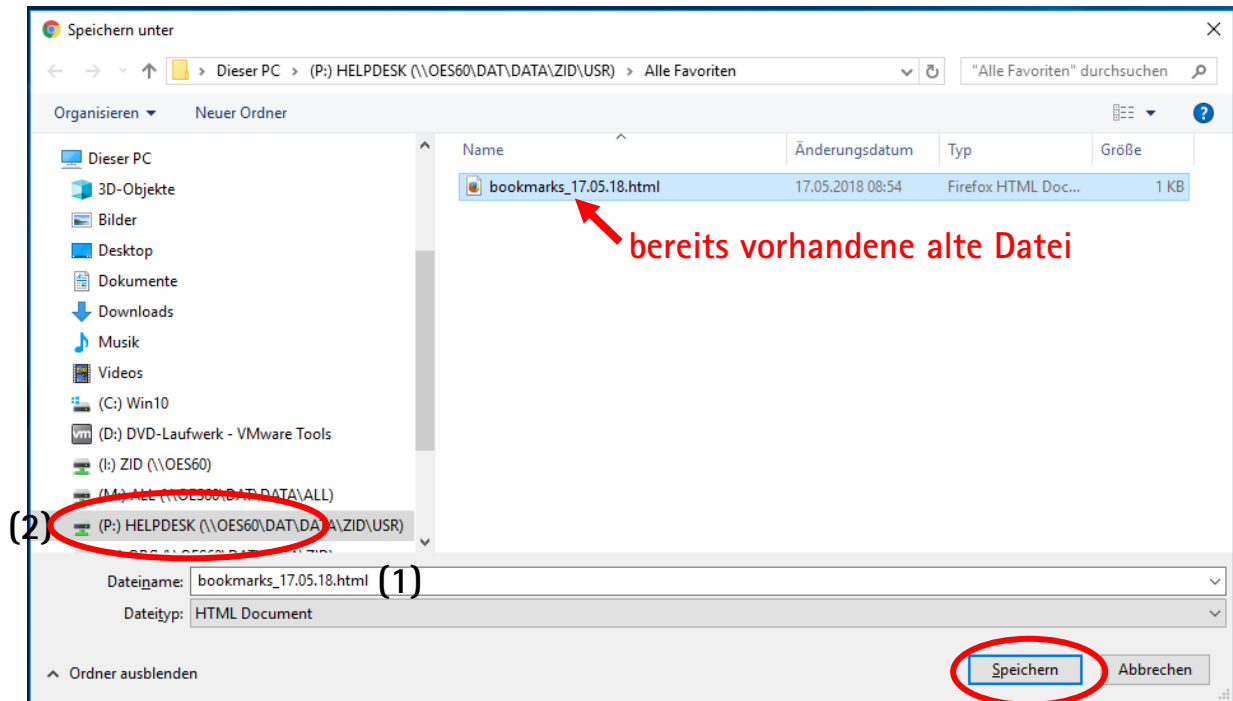 Speichern unter
Dieser PC > (P:) HELPDESK (\\OES60\DAT\DATA\ZID\USR) > Alle Favoriten
"Alle Favoriten" durchsuchen
Organisieren
Neuer Ordner
?
Dieser PC
3D-Objekte
Bilder
Desktop
Dokumente
Downloads
Musik
Videos
(C:) Win10
vm (D:) DVD-Laufwerk - VMware Tools
(I:) ZID (\\OES60)
(M:) ALL (\\OES60\DAT\DATA\ALL)
(2) (P:) HELPDESK (\\OES60\DAT\DATA\ZID\USR)
Name Änderungsdatum Typ Größe
bookmarks_17.05.18.html 17.05.2018 08:54 Firefox HTML Doc... 1 KB
bereits vorhandene alte Datei
Dateiname: bookmarks_17.05.18.html (1)
Dateityp: HTML Document
Ordner ausblenden
Speichern
Abbrechen